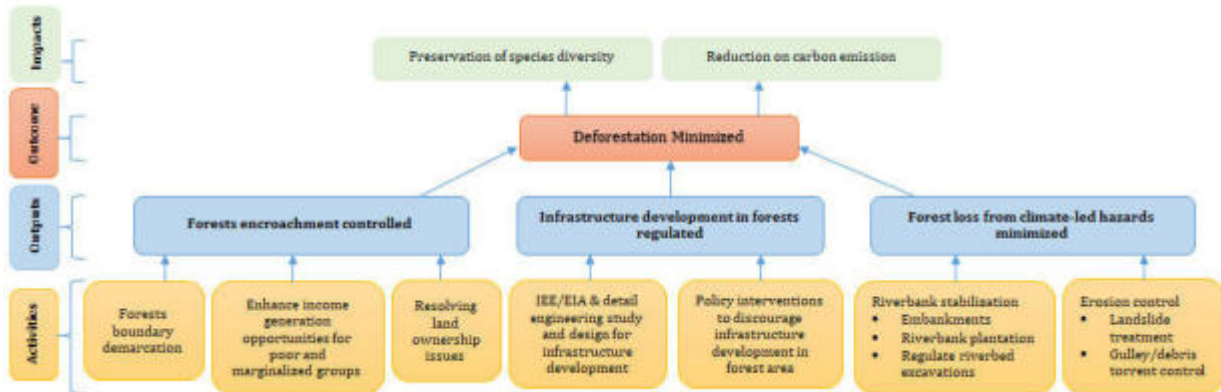 Impacts
Preservation of species diversity
Reduction on carbon emission
Outcome
Deforestation Minimized
Outputs
Forests encroachment controlled
Infrastructure development in forests
regulated
Forest loss from climate-led hazards
minimized
Activities
Forests
boundary
demarcation
Enhance income
generation
opportunities for
poor and
marginalized groups
Resolving
land
ownership
issues
IEE/EIA & detail
engineering study
and design for
infrastructure
development
Policy interventions
to discourage
infrastructure
development in
forest area
Riverbank stabilization
• Embankments
• Riverbank plantation
• Regulate riverbed
excavations
Erosion control
• Landslide
treatment
• Gulley/debris
torrent control